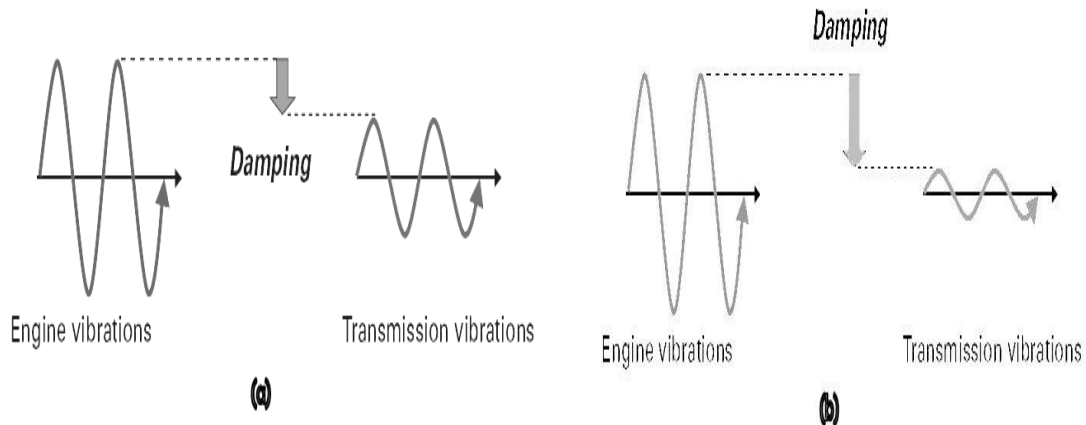 Damping
Engine vibrations
Transmission vibrations
(a)
Damping
Engine vibrations
Transmission vibrations
(b)